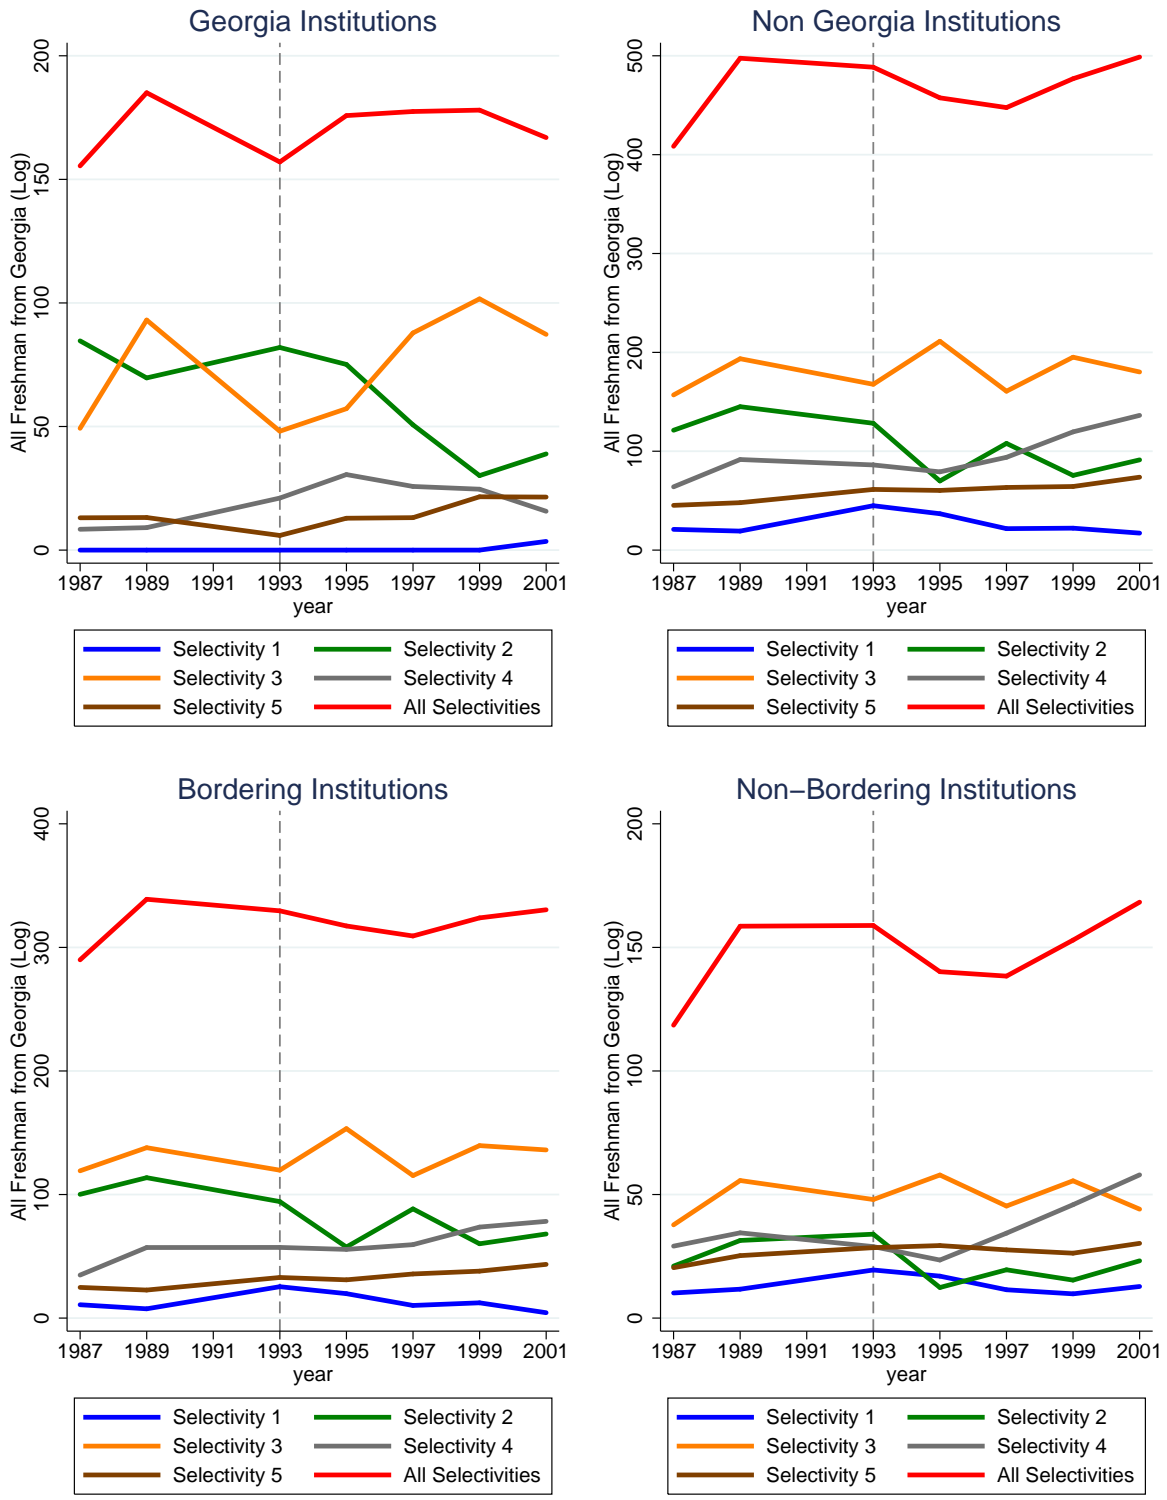 Georgia Institutions
All Freshman from Georgia (Log)
200
150
100
50
0
1987 1989 1991 1993 1995 1997 1999 2001
year
Selectivity 1 Selectivity 2
Selectivity 3 Selectivity 4
Selectivity 5 All Selectivities
Non Georgia Institutions
All Freshman from Georgia (Log)
500
400
300
200
100
0
1987 1989 1991 1993 1995 1997 1999 2001
year
Selectivity 1 Selectivity 2
Selectivity 3 Selectivity 4
Selectivity 5 All Selectivities
Bordering Institutions
All Freshman from Georgia (Log)
400
300
200
100
0
1987 1989 1991 1993 1995 1997 1999 2001
year
Selectivity 1 Selectivity 2
Selectivity 3 Selectivity 4
Selectivity 5 All Selectivities
Non−Bordering Institutions
All Freshman from Georgia (Log)
200
150
100
50
0
1987 1989 1991 1993 1995 1997 1999 2001
year
Selectivity 1 Selectivity 2
Selectivity 3 Selectivity 4
Selectivity 5 All Selectivities